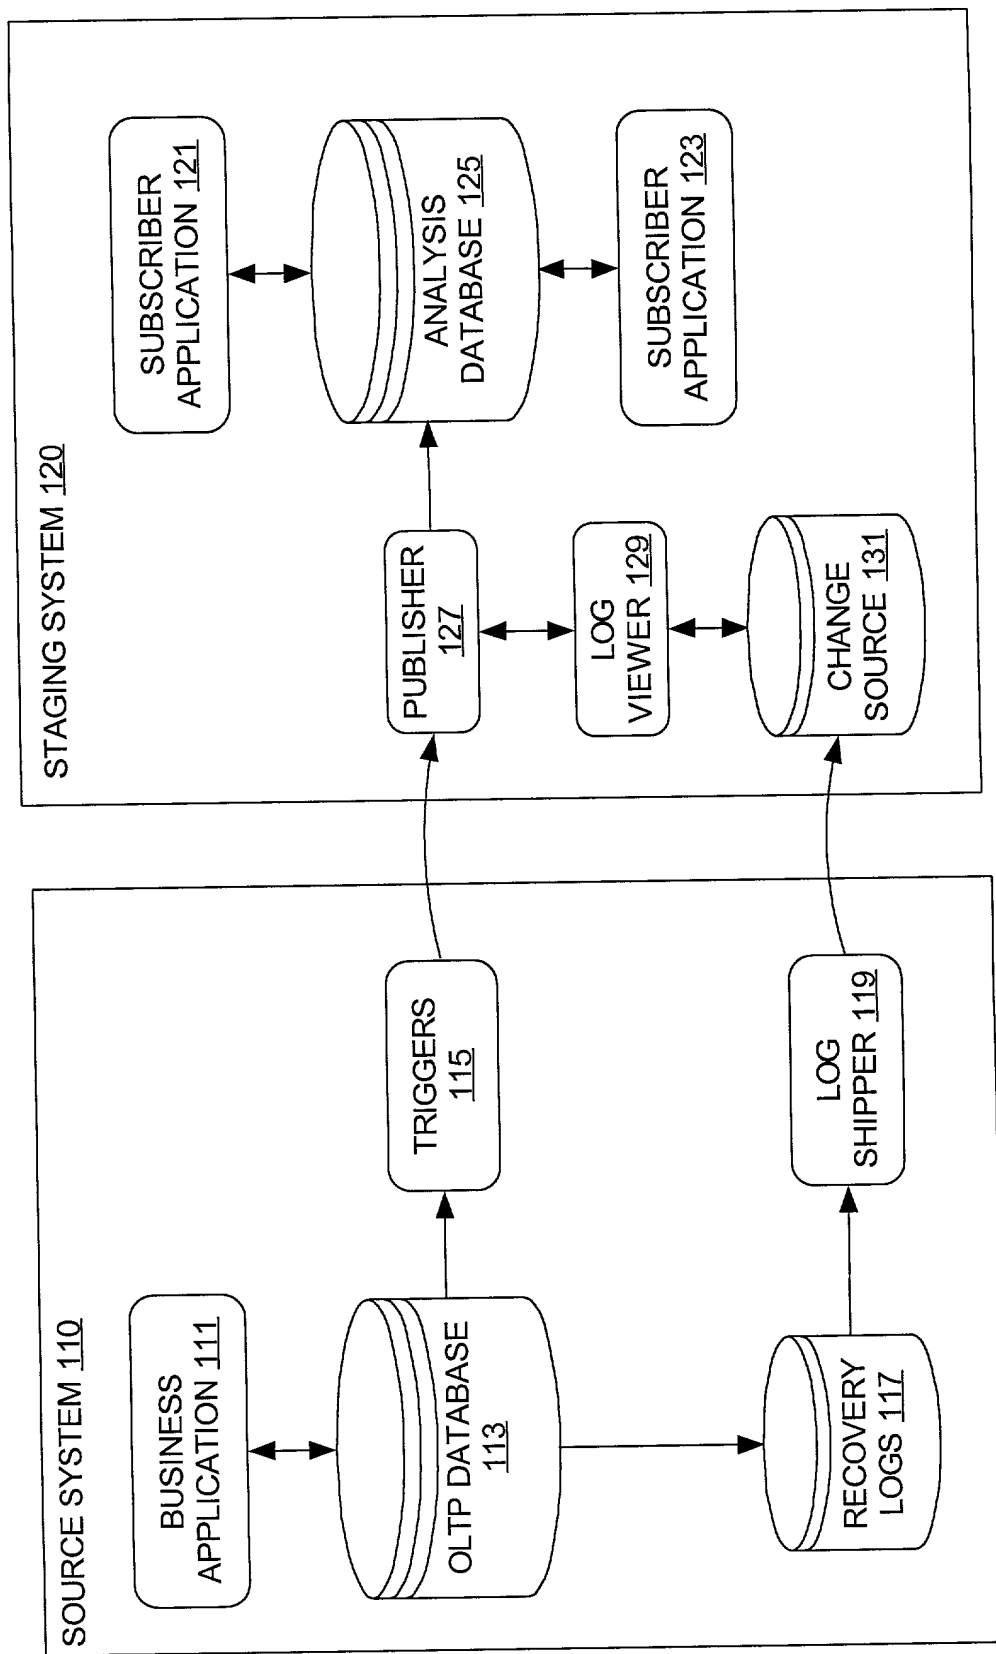 SOURCE SYSTEM 110
BUSINESS
APPLICATION 111
OLTP DATABASE
113
TRIGGERS
115
RECOVERY
LOGS 117
LOG
SHIPPER 119
STAGING SYSTEM 120
SUBSCRIBER
APPLICATION 121
PUBLISHER
127
ANALYSIS
DATABASE 125
LOG
VIEWER 129
SUBSCRIBER
APPLICATION 123
CHANGE
SOURCE 131